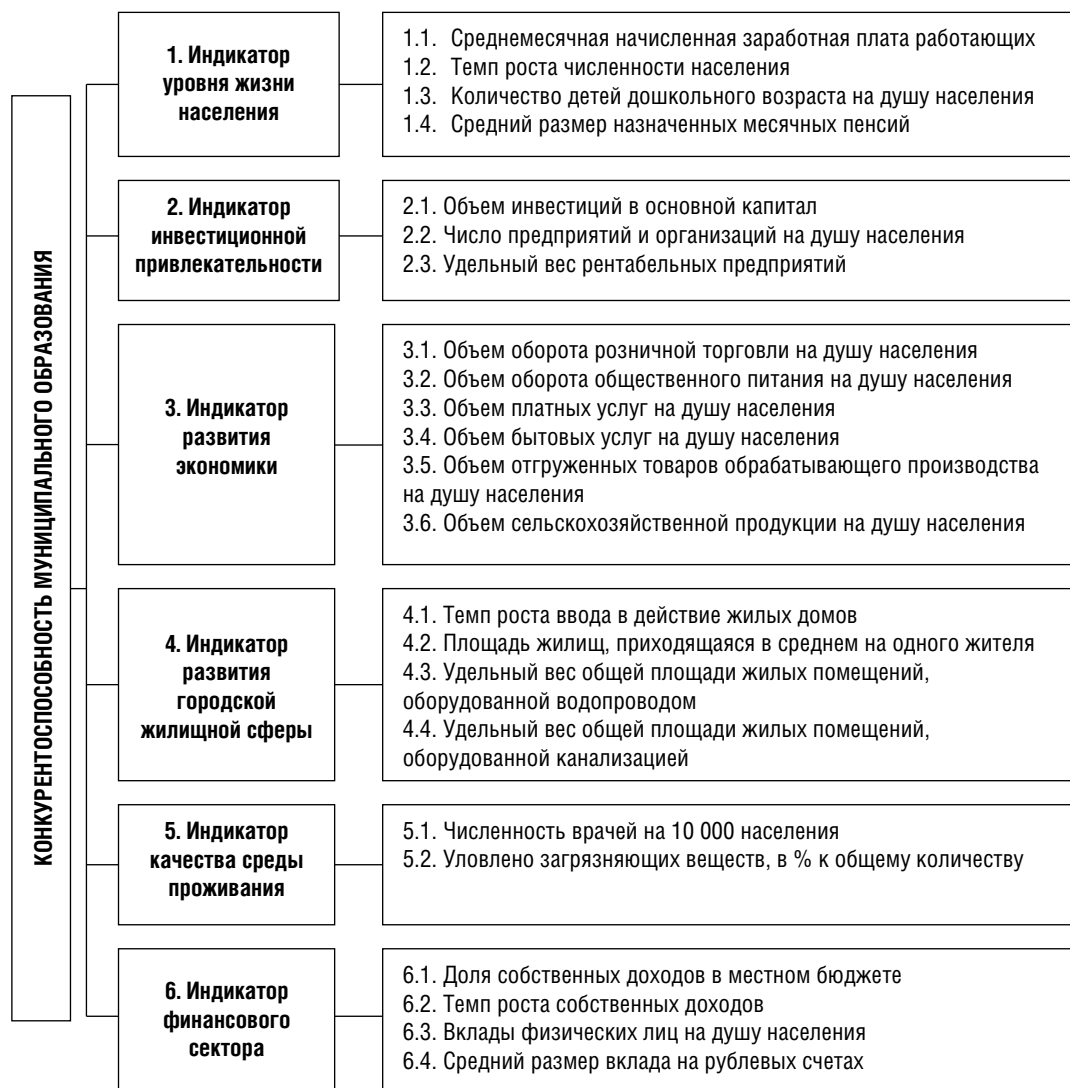 КОНКУРЕНТОСПОСОБНОСТЬ МУНИЦИПАЛЬНОГО ОБРАЗОВАНИЯ
1. Индикатор
уровня жизни
населения
1.1. Среднемесячная начисленная заработная плата работающих
1.2. Темп роста численности населения
1.3. Количество детей дошкольного возраста на душу населения
1.4. Средний размер назначенных месячных пенсий
2. Индикатор
инвестиционной
привлекательности
2.1. Объем инвестиций в основной капитал
2.2. Число предприятий и организаций на душу населения
2.3. Удельный вес рентабельных предприятий
3. Индикатор
развития
экономики
3.1. Объем оборота розничной торговли на душу населения
3.2. Объем оборота общественного питания на душу населения
3.3. Объем платных услуг на душу населения
3.4. Объем бытовых услуг на душу населения
3.5. Объем отгруженных товаров обрабатывающего производства
на душу населения
3.6. Объем сельскохозяйственной продукции на душу населения
4. Индикатор
развития
городской
жилищной сферы
4.1. Темп роста ввода в действие жилых домов
4.2. Площадь жилищ, приходящаяся в среднем на одного жителя
4.3. Удельный вес общей площади жилых помещений,
оборудованной водопроводом
4.4. Удельный вес общей площади жилых помещений,
оборудованной канализацией
5. Индикатор
качества среды
проживания
5.1. Численность врачей на 10 000 населения
5.2. Уловлено загрязняющих веществ, в % к общему количеству
6. Индикатор
финансового
сектора
6.1. Доля собственных доходов в местном бюджете
6.2. Темп роста собственных доходов
6.3. Вклады физических лиц на душу населения
6.4. Средний размер вклада на рублевых счетах